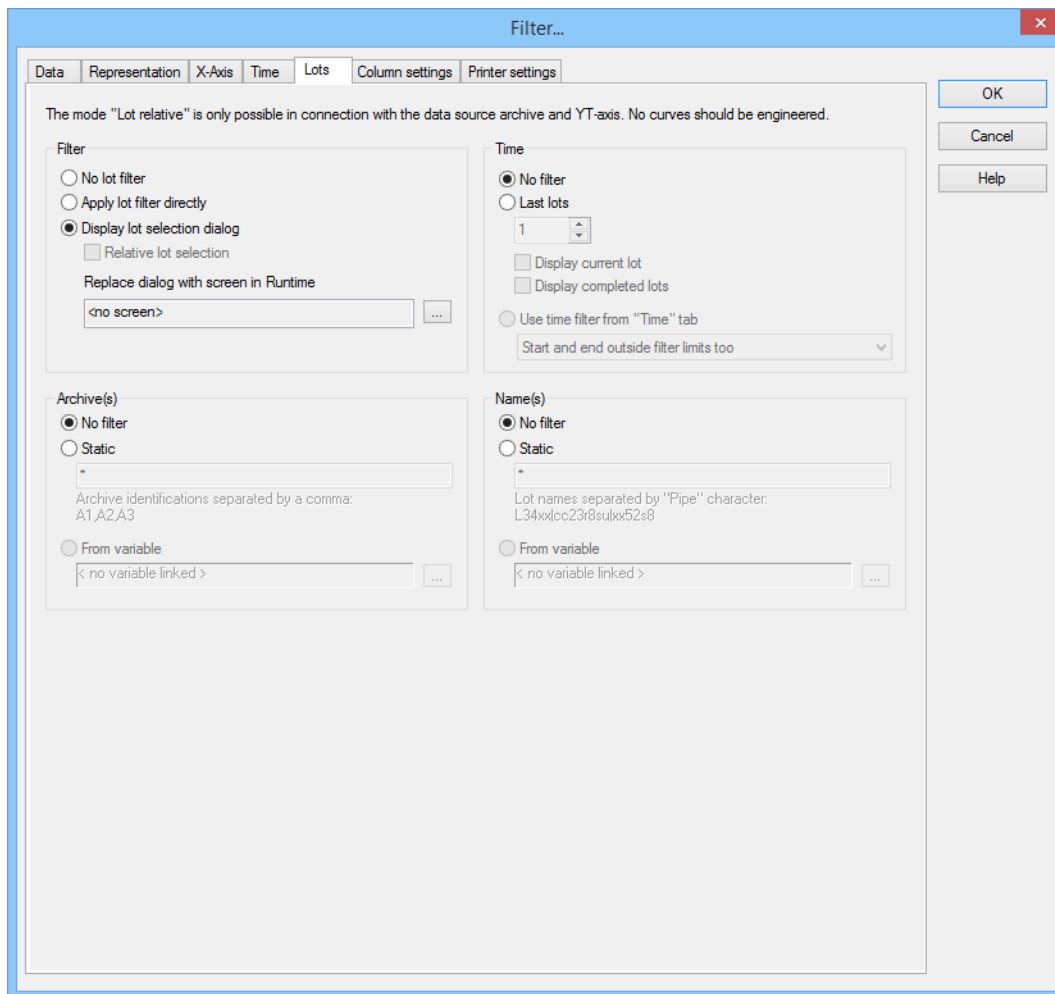 Filter...
Data Representation X-Axis Time Lots Column settings Printer settings
OK
Cancel
Help
The mode "Lot relative" is only possible in connection with the data source archive and YT-axis. No curves should be engineered.
Filter
No lot filter
Apply lot filter directly
Display lot selection dialog
Relative lot selection
Replace dialog with screen in Runtime
<no screen>
...
Time
No filter
Last lots
1
Display current lot
Display completed lots
Use time filter from "Time" tab
Start and end outside filter limits too
Archive(s)
No filter
Static
*
Archive identifications separated by a comma:
A1,A2,A3
From variable
< no variable linked >
...
Name(s)
No filter
Static
*
Lot names separated by "Pipe" character:
L34xx|cc23r8su|xx52s8
From variable
< no variable linked >
...